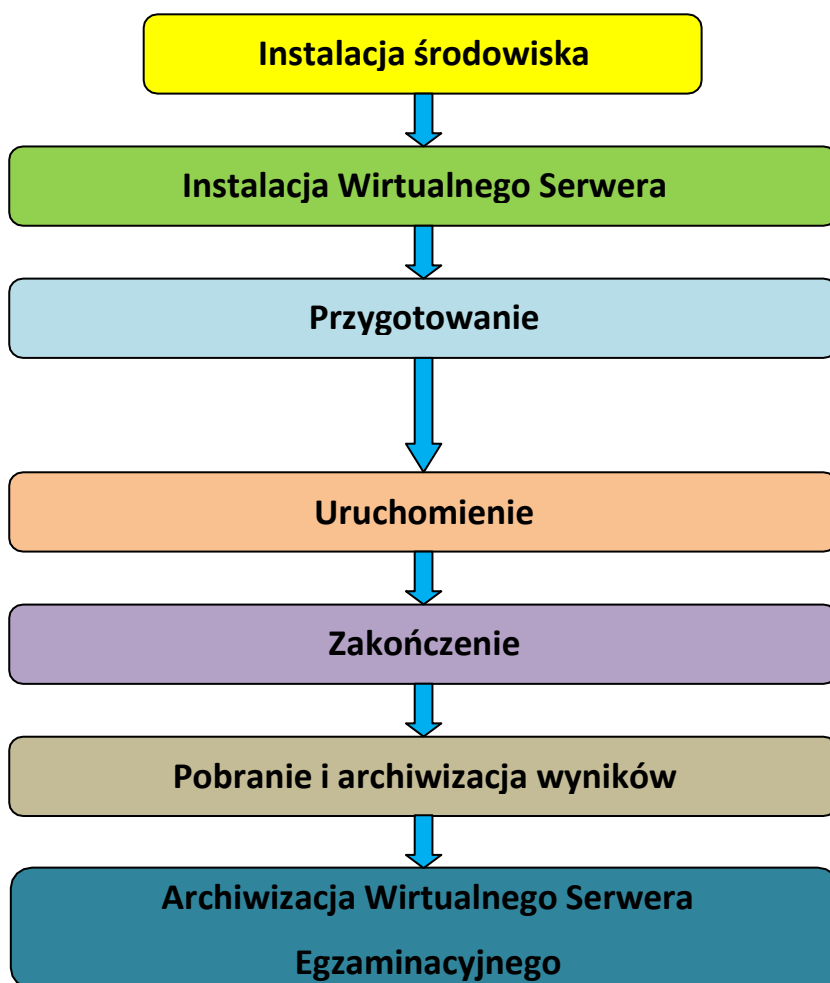 Instalacja środowiska
Instalacja Wirtualnego Serwera
Przygotowanie
Uruchomienie
Zakończenie
Pobranie i archiwizacja wyników
Archiwizacja Wirtualnego Serwera
Egzaminacyjnego